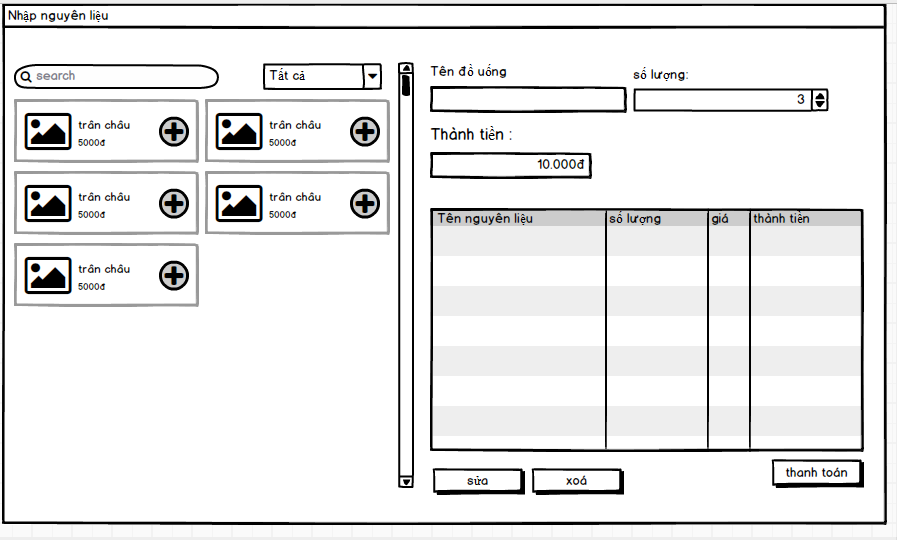 Nhập nguyên liệu
search
Tất cả
trân châu
5000đ
trân châu
5000đ
trân châu
5000đ
trân châu
5000đ
trân châu
5000đ
Tên đồ uống
số lượng:
3
Thành tiền :
10.000đ
Tên nguyên liệu số lượng giá thành tiền
sửa
xoá
thanh toán